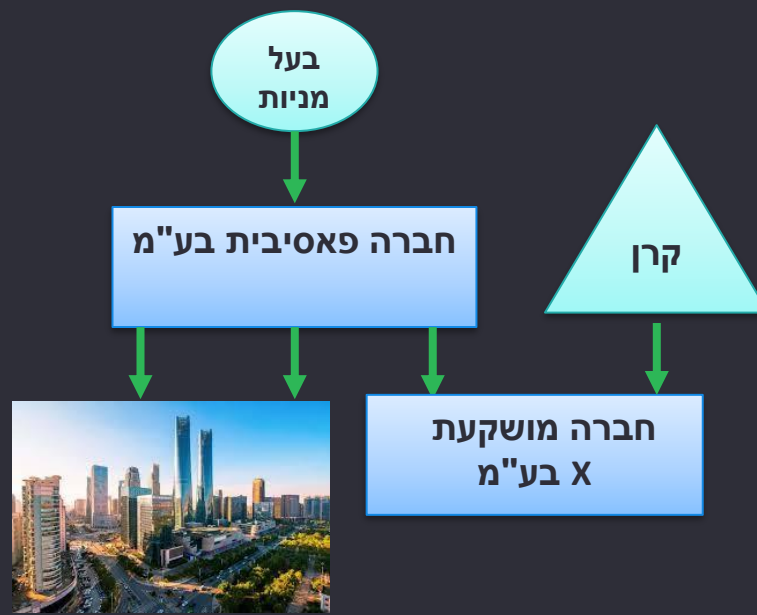 בעל
מניות
חברה פאסיבית בע"מ
קרן
חברה מושקעת
X בע"מ